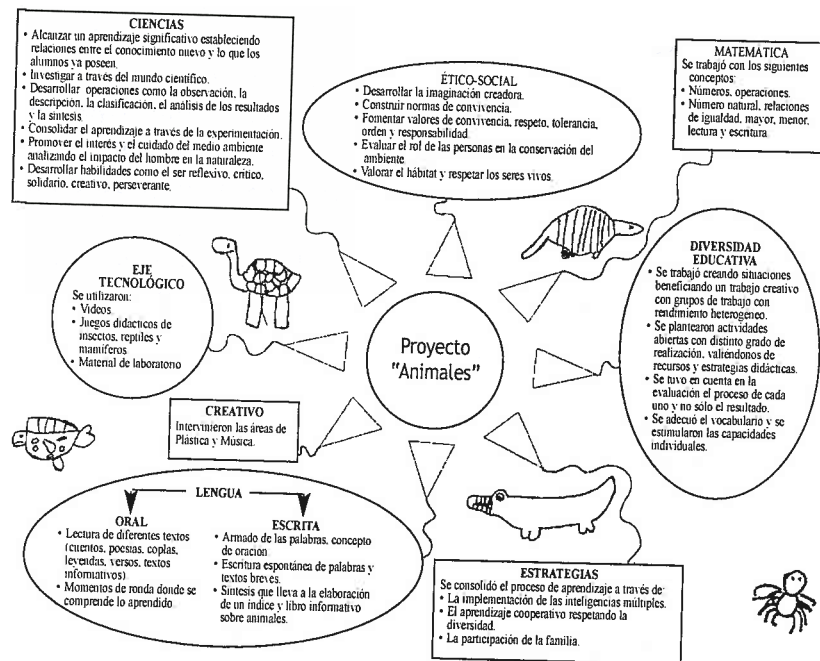 CIENCIAS
• Alcanzar un aprendizaje significativo estableciendo
relaciones entre el conocimiento nuevo y lo que los
alumnos ya poseen.
• Investigar a través del mundo científico.
• Desarrollar operaciones como la observación, la
descripción, la clasificación, el análisis de los resultados
y la síntesis.
• Consolidar el aprendizaje a través de la experimentación.
• Promover el interés y el cuidado del medio ambiente
analizando el impacto del hombre en la naturaleza.
• Desarrollar habilidades como el ser reflexivo, crítico,
solidario, creativo, perseverante.
ÉTICO-SOCIAL
• Desarrollar la imaginación creadora.
• Construir normas de convivencia.
• Fomentar valores de convivencia, respeto, tolerancia,
orden y responsabilidad.
• Evaluar el rol de las personas en la conservación del
ambiente
• Valorar el hábitat y respetar los seres vivos.
MATEMATICA
Se trabajó con los siguientes
conceptos:
• Números, operaciones.
• Número natural, relaciones
de igualdad, mayor, menor,
lectura y escritura.
EJE
TECNOLÓGICO
Se utilizaron:
• Videos.
• Juegos didácticos de
insectos, reptiles y
mamíferos
• Material de laboratorio
Proyecto
"Animales"
DIVERSIDAD
EDUCATIVA
• Se trabajó creando situaciones
beneficiando un trabajo creativo
con grupos de trabajo con
rendimiento heterogéneo.
• Se plantearon actividades
abiertas con distinto grado de
realización, valiéndonos de
recursos y estrategias didácticas.
• Se tuvo en cuenta en la
evaluación el proceso de cada
uno y no sólo el resultado.
• Se adecuó el vocabulario y se
estimularon las capacidades
individuales.
CREATIVO
Intervinieron las áreas de
Plástica y Música.
LENGUA
ORAL
• Lectura de diferentes textos
(cuentos, poesías, coplas,
leyendas, versos, textos
informativos)
• Momentos de ronda donde se
comprende lo aprendido
ESCRITA
• Armado de las palabras, concepto
de oración.
• Escritura espontánea de palabras y
textos breves.
• Síntesis que lleva a la elaboración
de un índice y libro informativo
sobre animales.
ESTRATEGIAS
Se consolidó el proceso de aprendizaje a través de:
• La implementación de las inteligencias múltiples.
• El aprendizaje cooperativo respetando la
diversidad.
• La participación de la familia.